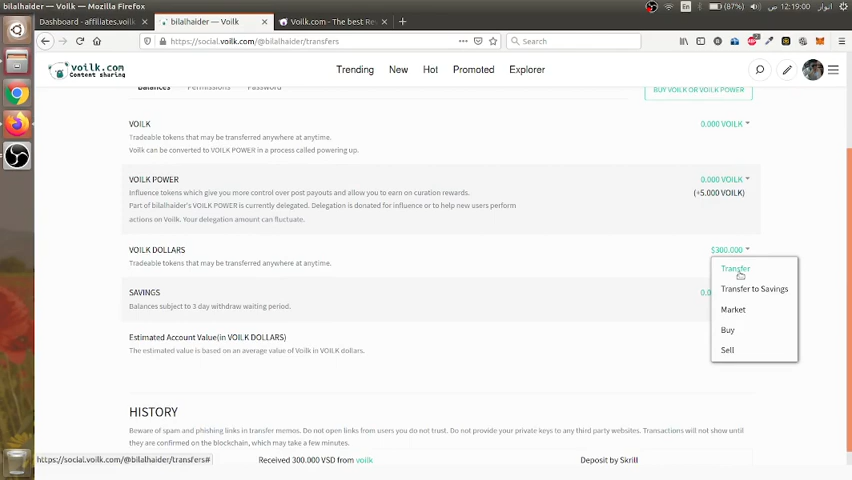 bilalhaider — Voilk - Mozilla Firefox
En
(87%)
12:19:00
انوار
Dashboard - affiliates.voilk
bilalhaider — Voilk
Voilk.com - The best Re
https://social.voilk.com/@bilalhaider/transfers
Search
voilk.com
Content sharing
Trending New Hot Promoted Explorer
Balances Permissions Password
BUY VOILK OR VOILK POWER
VOILK
0.000 VOILK
Tradeable tokens that may be transferred anywhere at anytime.
Voilk can be converted to VOILK POWER in a process called powering up.
VOILK POWER
0.000 VOILK
Influence tokens which give you more control over post payouts and allow you to earn on curation rewards.
(+5.000 VOILK)
Part of bilalhaider's VOILK POWER is currently delegated. Delegation is donated for influence or to help new users perform
actions on Voilk. Your delegation amount can fluctuate.
VOILK DOLLARS
$300.000
Tradeable tokens that may be transferred anywhere at anytime.
Transfer
Transfer to Savings
Market
Buy
Sell
SAVINGS
0.0
Balances subject to 3 day withdraw waiting period.
Estimated Account Value(in VOILK DOLLARS)
The estimated value is based on an average value of Voilk in VOILK dollars.
HISTORY
Beware of spam and phishing links in transfer memos. Do not open links from users you do not trust. Do not provide your private keys to any third party websites. Transactions will not show until
they are confirmed on the blockchain, which may take a few minutes.
https://social.voilk.com/@bilalhaider/transfers#
Received 300.000 VSD from voilk
Deposit by Skrill